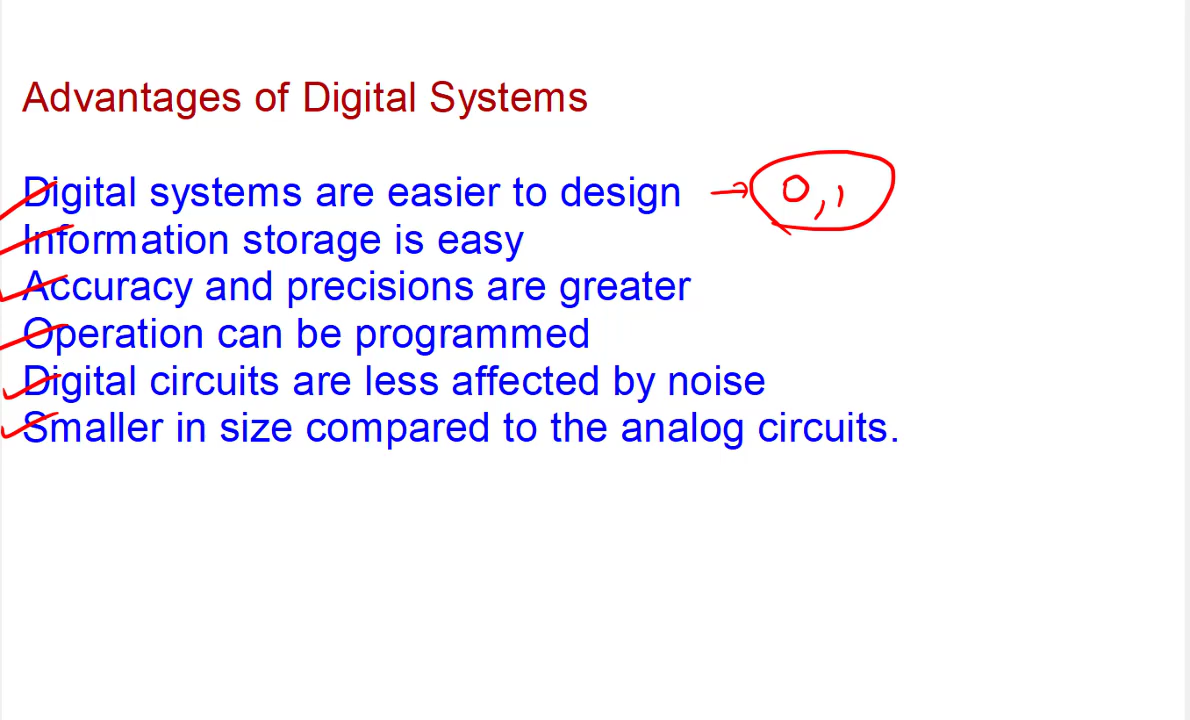 Advantages of Digital Systems
Digital systems are easier to design → 0, 1
Information storage is easy
Accuracy and precisions are greater
Operation can be programmed
Digital circuits are less affected by noise
Smaller in size compared to the analog circuits.